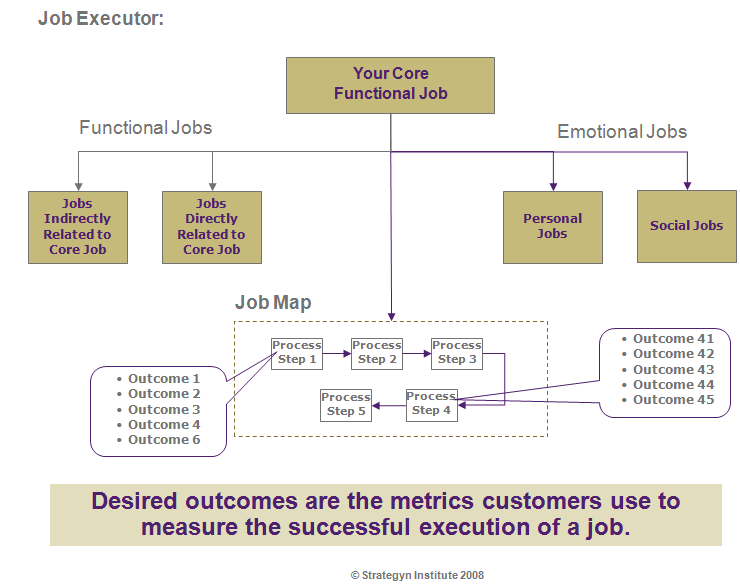 Job Executor:
Your Core
Functional Job
Functional Jobs
Emotional Jobs
Jobs
Indirectly
Related to
Core Job
Jobs
Directly
Related to
Core Job
Personal
Jobs
Social Jobs
Job Map
Process
Step 1
Process
Step 2
Process
Step 3
Process
Step 5
Process
Step 4
• Outcome 1
• Outcome 2
• Outcome 3
• Outcome 4
• Outcome 6
• Outcome 41
• Outcome 42
• Outcome 43
• Outcome 44
• Outcome 45
Desired outcomes are the metrics customers use to
measure the successful execution of a job.
© Strategyn Institute 2008